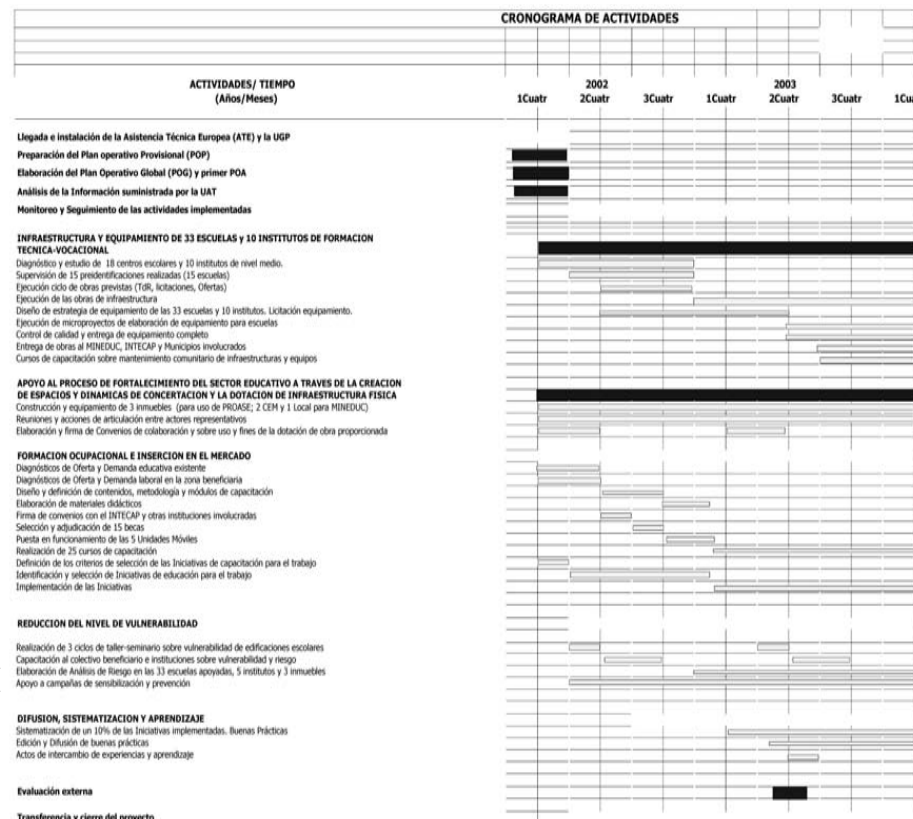 CRONOGRAMA DE ACTIVIDADES
ACTIVIDADES/ TIEMPO
(Años/Meses)
2002
2003
1Cuatr 2Cuatr 3Cuatr 1Cuatr 2Cuatr 3Cuatr 1Cua
Llegada e instalación de la Asistencia Técnica Europea (ATE) y la UGP
Preparación del Plan operativo Provisional (POP)
Elaboración del Plan Operativo Global (POG) y primer POA
Análisis de la Información suministrada por la UAT
Monitoreo y Seguimiento de las actividades implementadas
INFRAESTRUCTURA Y EQUIPAMIENTO DE 33 ESCUELAS y 10 INSTITUTOS DE FORMACION
TECNICA-VOCACIONAL
Diagnóstico y estudio de 18 centros escolares y 10 institutos de nivel medio.
Supervisión de 15 preidentificaciones realizadas (15 escuelas)
Ejecución ciclo de obras previstas (TdR, licitaciones, Ofertas)
Ejecución de las obras de infraestructura
Diseño de estrategia de equipamiento de las 33 escuelas y 10 institutos. Licitación equipamiento.
Ejecución de microproyectos de elaboración de equipamiento para escuelas
Control de calidad y entrega de equipamiento completo
Entrega de obras al MINEDUC, INTECAP y Municipios involucrados
Cursos de capacitación sobre mantenimiento comunitario de infraestructuras y equipos
APOYO AL PROCESO DE FORTALECIMIENTO DEL SECTOR EDUCATIVO A TRAVES DE LA CREACION
DE ESPACIOS Y DINAMICAS DE CONCERTACION Y LA DOTACION DE INFRAESTRUCTURA FISICA
Construcción y equipamiento de 3 inmuebles (para uso de PROASE; 2 CEM y 1 Local para MINEDUC)
Reuniones y acciones de articulación entre actores representativos
Elaboración y firma de Convenios de colaboración y sobre uso y fines de la dotación de obra proporcionada
FORMACION OCUPACIONAL E INSERCION EN EL MERCADO
Diagnósticos de Oferta y Demanda educativa existente
Diagnósticos de Oferta y Demanda laboral en la zona beneficiaria
Diseño y definición de contenidos, metodología y módulos de capacitación
Elaboración de materiales didácticos
Firma de convenios con el INTECAP y otras instituciones involucradas
Selección y adjudicación de 15 becas
Puesta en funcionamiento de las 5 Unidades Móviles
Realización de 25 cursos de capacitación
Definición de los criterios de selección de las Iniciativas de capacitación para el trabajo
Identificación y selección de Iniciativas de educación para el trabajo
Implementación de las Iniciativas
REDUCCION DEL NIVEL DE VULNERABILIDAD
Realización de 3 ciclos de taller-seminario sobre vulnerabilidad de edificaciones escolares
Capacitación al colectivo beneficiario e instituciones sobre vulnerabilidad y riesgo
Elaboración de Análisis de Riesgo en las 33 escuelas apoyadas, 5 institutos y 3 inmuebles
Apoyo a campañas de sensibilización y prevención
DIFUSION, SISTEMATIZACION Y APRENDIZAJE
Sistematización de un 10% de las Iniciativas implementadas. Buenas Prácticas
Edición y Difusión de buenas prácticas
Actos de intercambio de experiencias y aprendizaje
Evaluación externa
Transferencia y cierre del proyecto